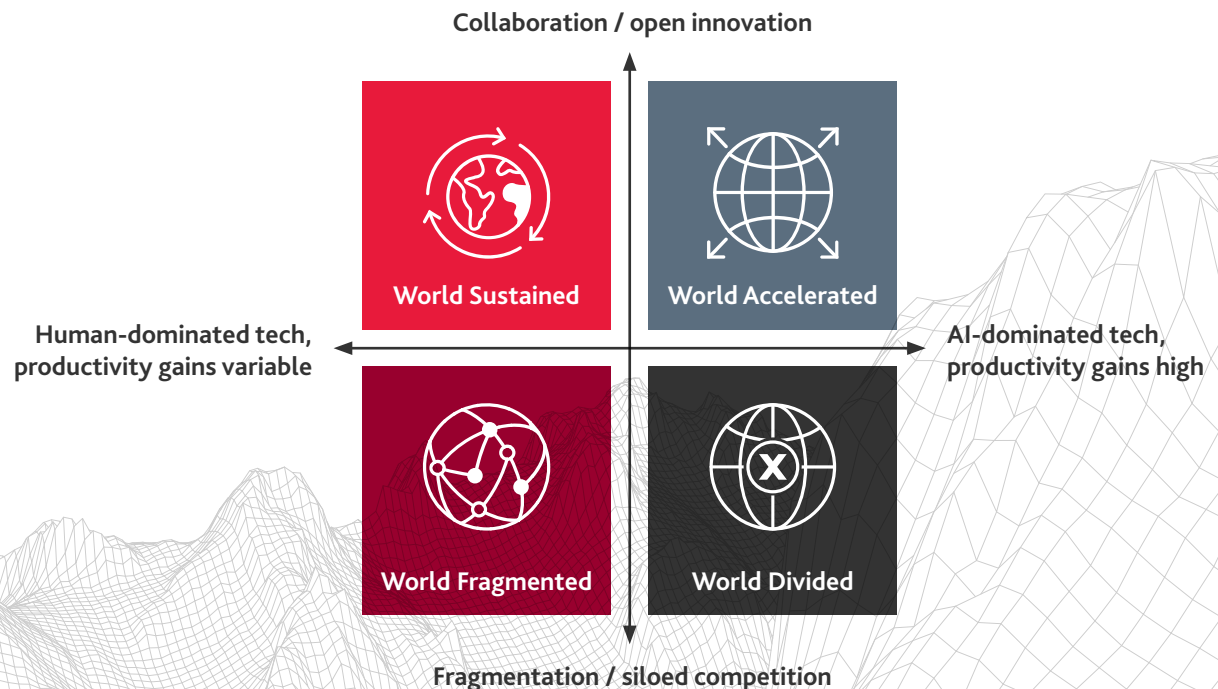 Collaboration / open innovation
World Sustained
World Accelerated
Human-dominated tech,
productivity gains variable
AI-dominated tech,
productivity gains high
X
World Fragmented
World Divided
Fragmentation / siloed competition